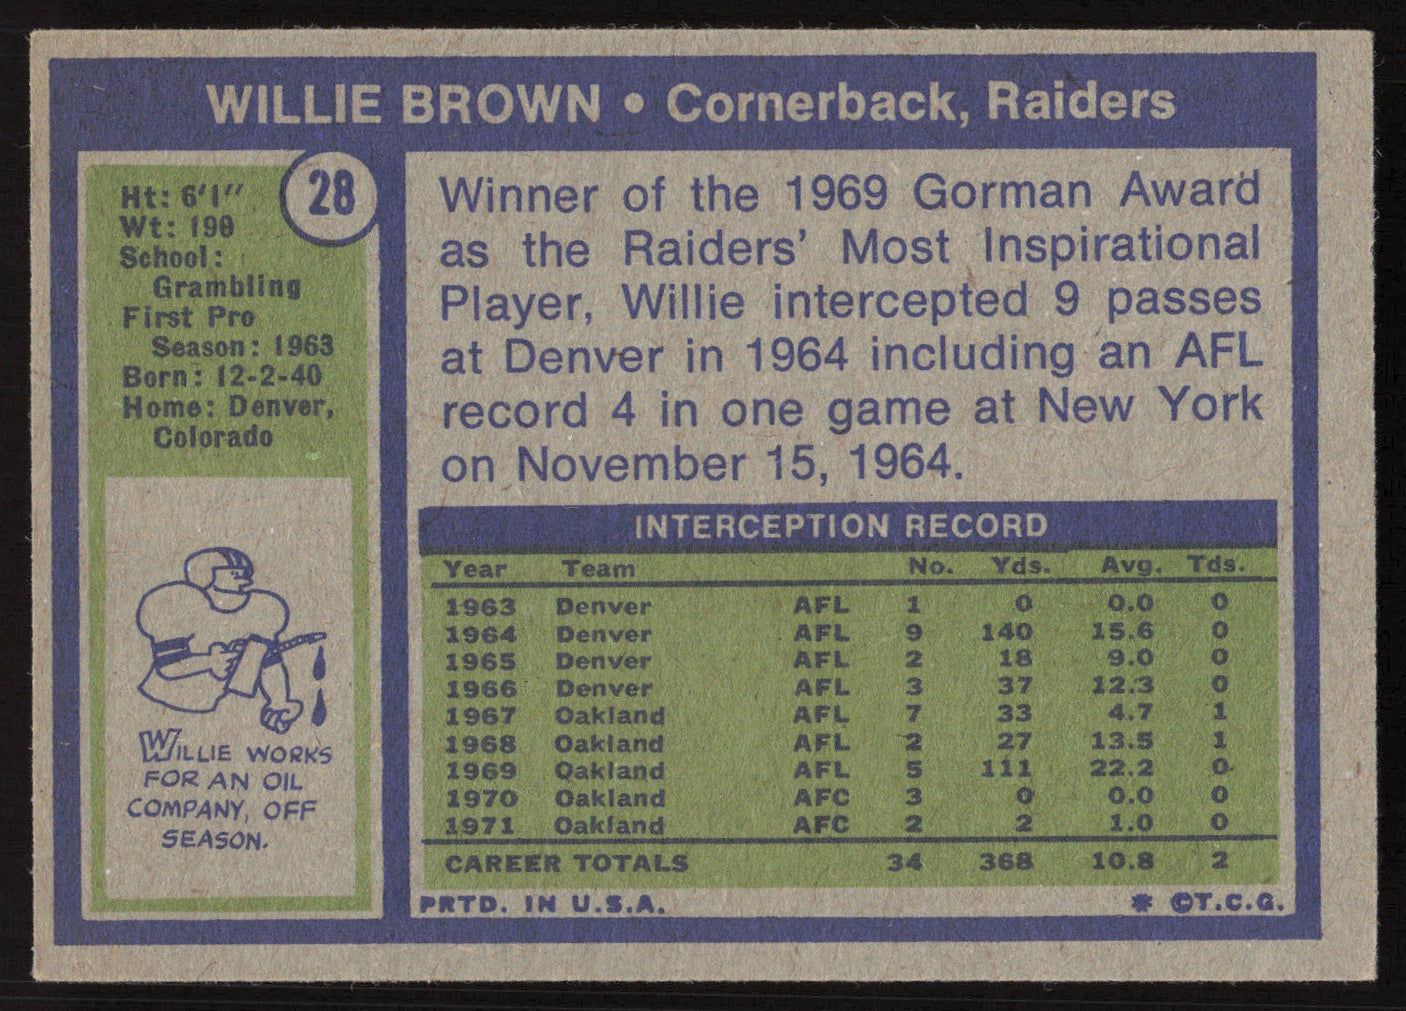 WILLIE BROWN • Cornerback, Raiders
28
Ht: 6'1"
Wt: 190
School:
Grambling
First Pro
Season: 1963
Born: 12-2-40
Home: Denver,
Colorado
WILLIE WORKS
FOR AN OIL
COMPANY, OFF
SEASON.
Winner of the 1969 Gorman Award
as the Raiders' Most Inspirational
Player, Willie intercepted 9 passes
at Denver in 1964 including an AFL
record 4 in one game at New York
on November 15, 1964.
INTERCEPTION RECORD
Year Team No. Yds. Avg. Tds.
1963 Denver AFL 1 0 0.0 0
1964 Denver AFL 9 140 15.6 0
1965 Denver AFL 2 18 9.0 0
1966 Denver AFL 3 37 12.3 0
1967 Oakland AFL 7 33 4.7 1
1968 Oakland AFL 2 27 13.5 1
1969 Oakland AFL 5 111 22.2 0
1970 Oakland AFC 3 0 0.0 0
1971 Oakland AFC 2 2 1.0 0
CAREER TOTALS 34 368 10.8 2
PRTD. IN U.S.A. * ©T.C.G.